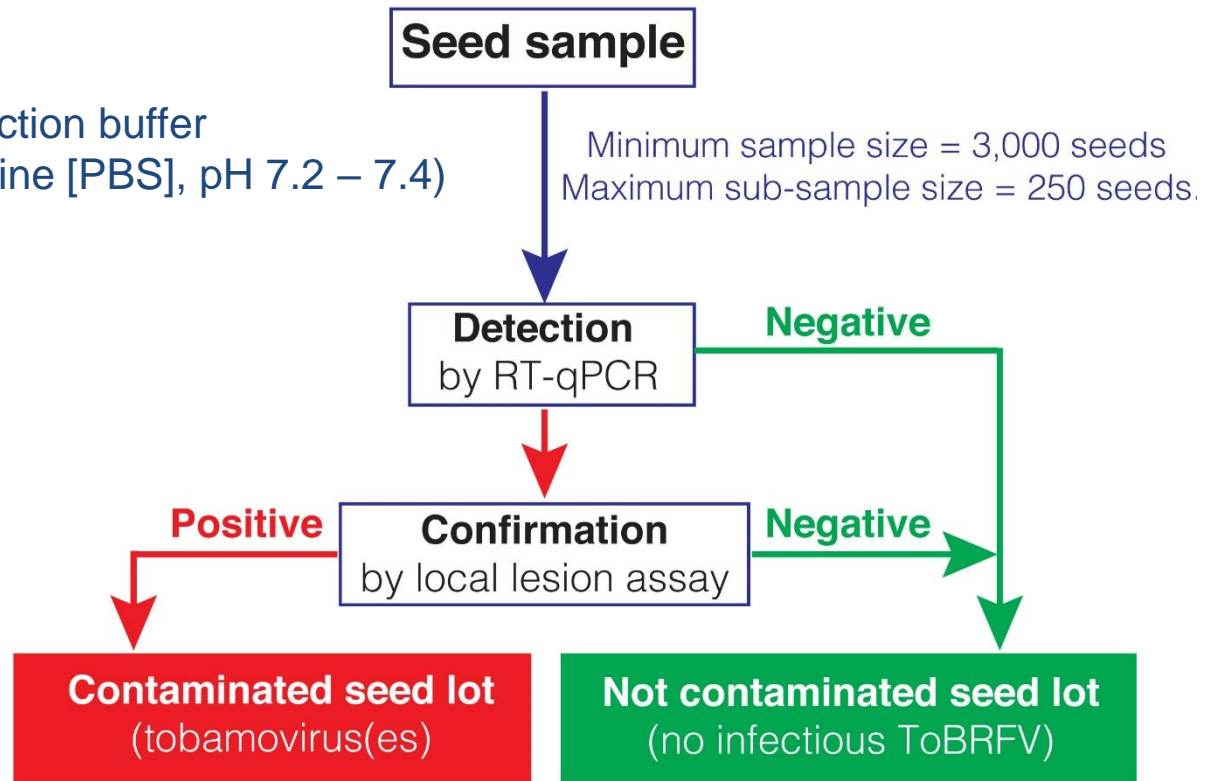 Seed sample
ction buffer
ine [PBS], pH 7.2 – 7.4)
Minimum sample size = 3,000 seeds
Maximum sub-sample size = 250 seeds.
Detection
by RT-qPCR
Negative
Positive
Confirmation
by local lesion assay
Negative
Contaminated seed lot
(tobamovirus(es)
Not contaminated seed lot
(no infectious ToBRFV)